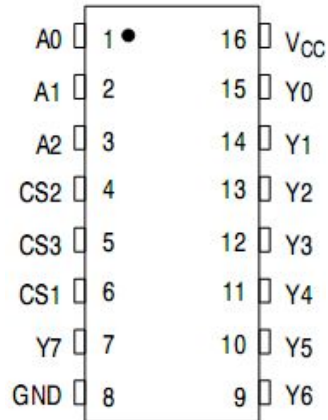 A0 1 16 VCC
A1 2 15 Y0
A2 3 14 Y1
CS2 4 13 Y2
CS3 5 12 Y3
CS1 6 11 Y4
Y7 7 10 Y5
GND 8 9 Y6